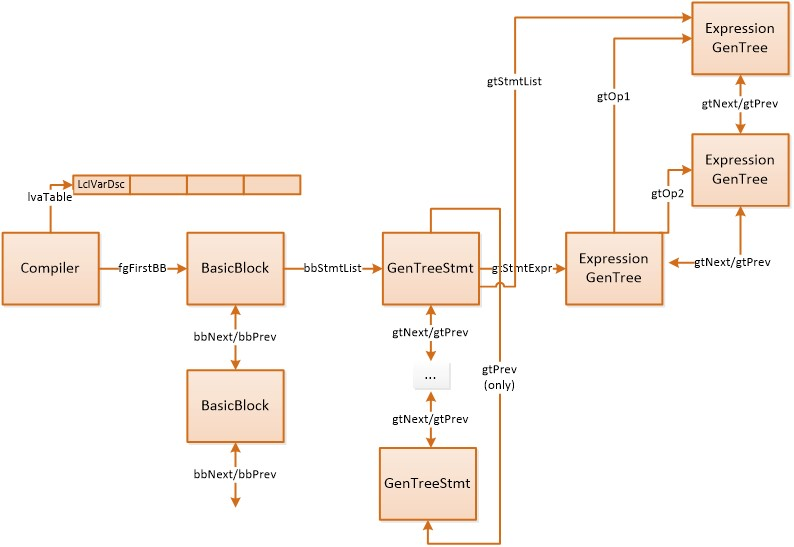 Expression
GenTree
gtStmtList
gtOp1
gtNext/gtPrev
Expression
GenTree
LclVarDsc
lvaTable
gtOp2
Compiler
fgFirstBB
BasicBlock
bbStmtList
GenTreeStmt
gtStmtExpr
Expression
GenTree
gtNext/gtPrev
bbNext/bbPrev
gtNext/gtPrev
...
gtPrev
(only)
BasicBlock
gtNext/gtPrev
bbNext/bbPrev
GenTreeStmt